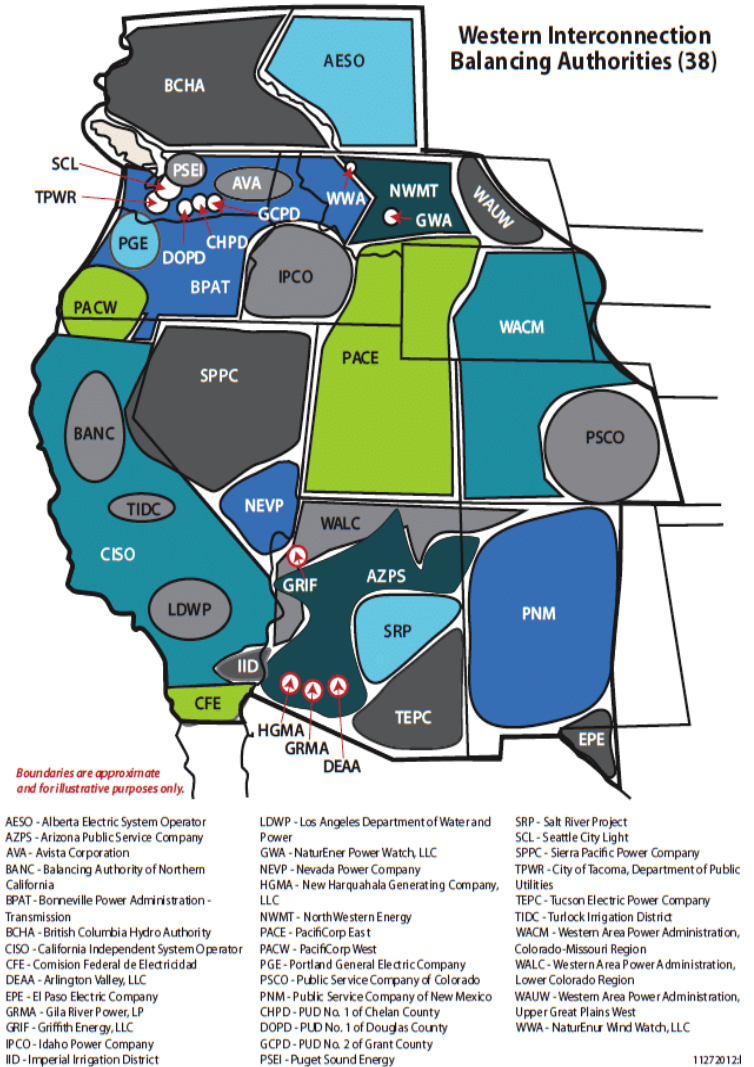 Western Interconnection
Balancing Authorities (38)
AESO
BCHA
SCL
PSEI
TPWR
AVA
WWA
NWMT
WAUW
GCPD
GWA
PGE
CHPD
DOPD
BPAT
IPCO
PACW
WACM
PACE
SPPC
BANC
PSCO
NEVP
TIDC
WALC
CISO
GRIF
AZPS
LDWP
SRP
PNM
IID
CFE
TEPC
HGMA
GRMA
DEAA
EPE
Boundaries are approximate
and for illustrative purposes only.
AESO - Alberta Electric System Operator
AZPS - Arizona Public Service Company
AVA - Avista Corporation
BANC - Balancing Authority of Northern
California
BPAT - Bonneville Power Administration -
Transmission
BCHA - British Columbia Hydro Authority
CISO - California Independent System Operator
CFE - Comision Federal de Electricidad
DEAA - Arlington Valley, LLC
EPE - El Paso Electric Company
GRMA - Gila River Power, LP
GRIF - Griffith Energy, LLC
IPCO - Idaho Power Company
IID - Imperial Irrigation District
LDWP - Los Angeles Department of Water and
Power
GWA - NaturEner Power Watch, LLC
NEVP - Nevada Power Company
HGMA - New Harquahala Generating Company,
LLC
NWMT - NorthWestern Energy
PACE - PacifiCorp East
PACW - PacifiCorp West
PGE - Portland General Electric Company
PSCO - Public Service Company of Colorado
PNM - Public Service Company of New Mexico
CHPD - PUD No. 1 of Chelan County
DOPD - PUD No. 1 of Douglas County
GCPD - PUD No. 2 of Grant County
PSEI - Puget Sound Energy
SRP - Salt River Project
SCL - Seattle City Light
SPPC - Sierra Pacific Power Company
TPWR - City of Tacoma, Department of Public
Utilities
TEPC - Tucson Electric Power Company
TIDC - Turlock Irrigation District
WACM - Western Area Power Administration,
Colorado-Missouri Region
WALC - Western Area Power Administration,
Lower Colorado Region
WAUW - Western Area Power Administration,
Upper Great Plains West
WWA - NaturEnur Wind Watch, LLC